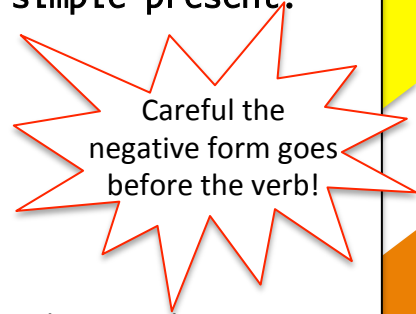 simple present.
Careful the
negative form goes
before the verb!